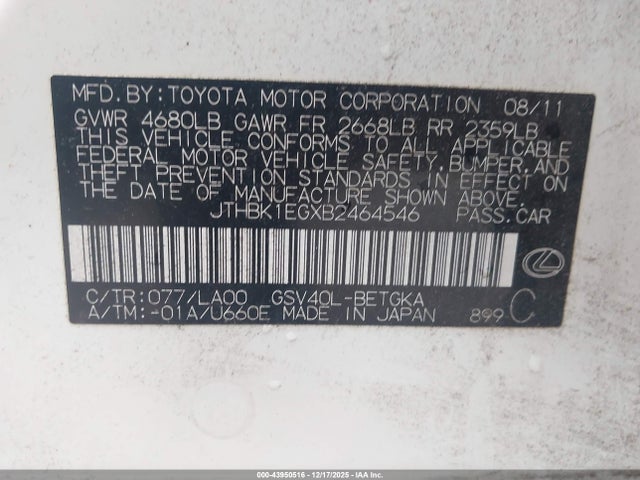 MFD. BY: TOYOTA MOTOR CORPORATION 08/11
GVWR 4680LB GAWR FR 2668LB RR 2359LB
THIS VEHICLE CONFORMS TO ALL APPLICABLE
FEDERAL MOTOR VEHICLE SAFETY, BUMPER, AND
THEFT PREVENTION STANDARDS IN EFFECT ON
THE DATE OF MANUFACTURE SHOWN ABOVE.
JTHBK1EGXB2464546 PASS. CAR
C/TR: 077/LA00 GSV40L-BETGKA
A/TM: -01A/U660E MADE IN JAPAN 899 C
000-43950516 - 12/17/2025 - IAAI.COM